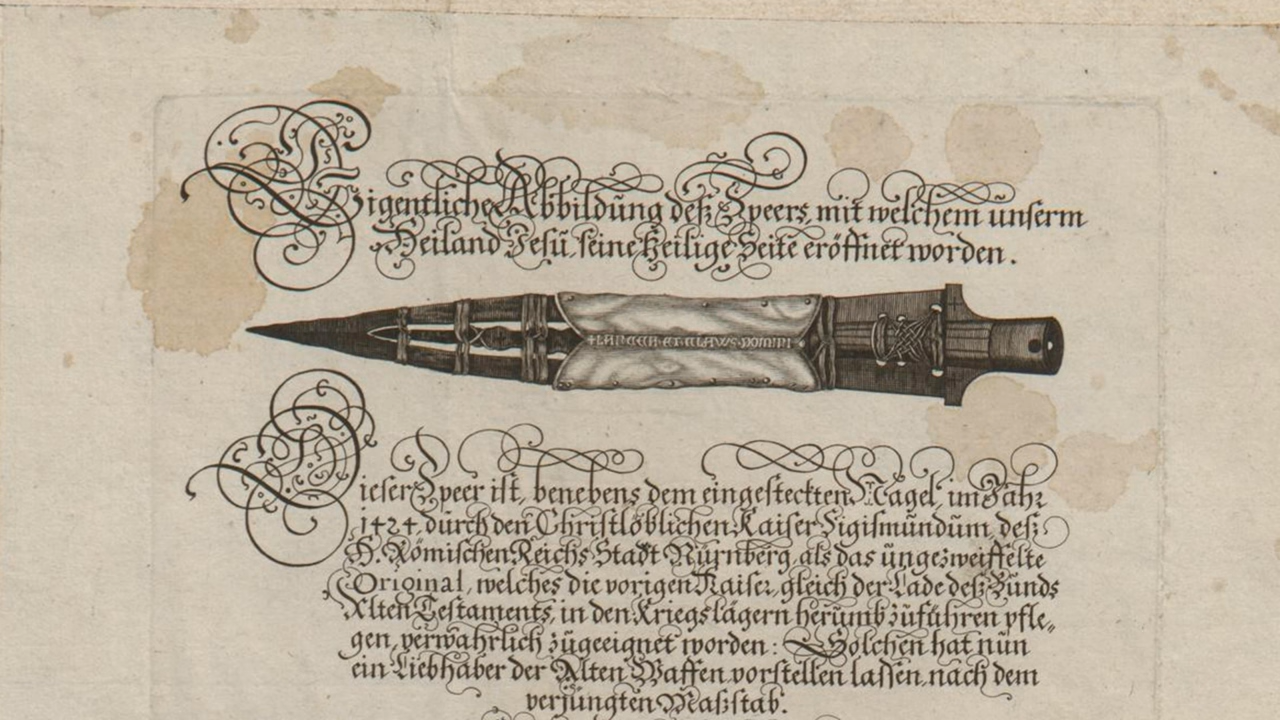 Eigentliche Abbildung deß Speers, mit welchem unserm
Heiland Jesu, seine Heilige Seite eröffnet worden.
+LANCEA·ET·CLAWS·DOMINI
Dieser Speer ist, benebens dem eingesteckten Nagel, im Jahr
1424. durch den Christlöblichen Kaiser Sigismundum, deß
H. Römischen Reichs Stadt Nürnberg, als das ungezweiffelte
Original, welches die vorigen Kaiser, gleich der Lade deß Bunds
Alten Testaments, in den Kriegslägern herumb zuführen pfle-
gen, verwahrlich zugeeignet worden: Solchen hat nun
ein Liebhaber der Alten Waffen vorstellen lassen, nach dem
verjüngten Maßstab.